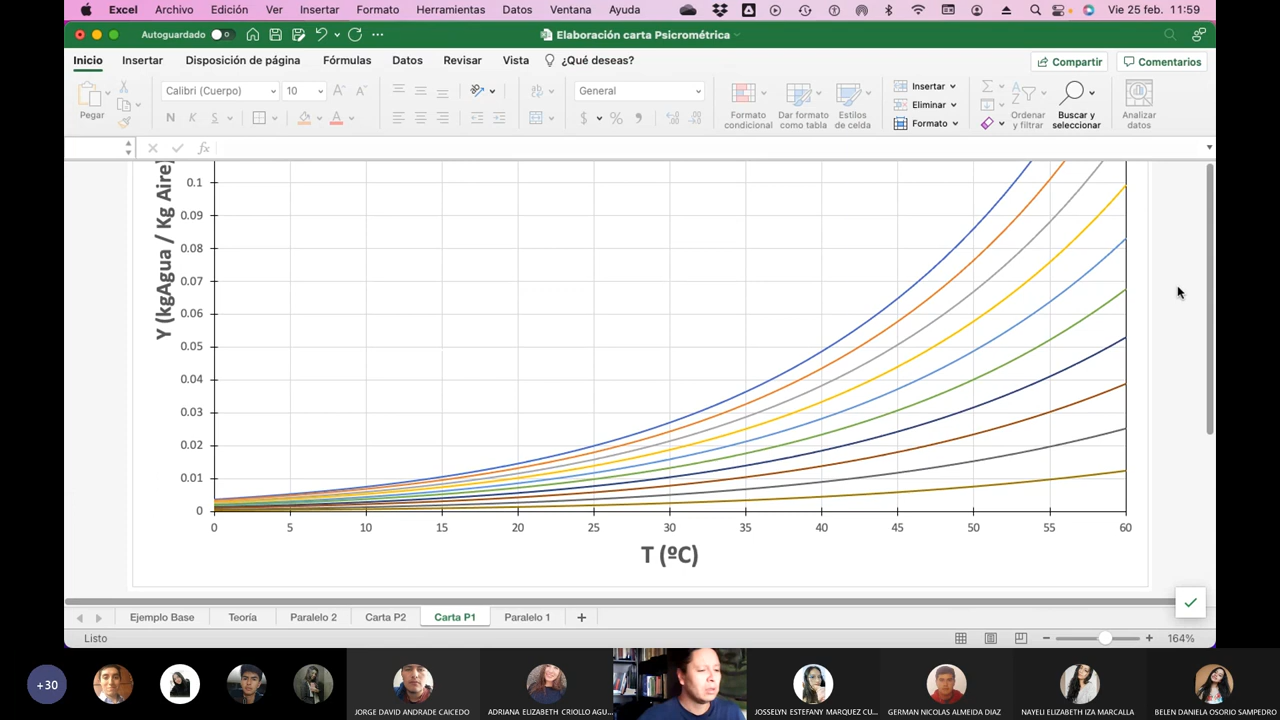 Excel Archivo Edición Ver Insertar Formato Herramientas Datos Ventana Ayuda Vie 25 feb. 11:59
Autoguardado Elaboración carta Psicrométrica
Inicio Insertar Disposición de página Fórmulas Datos Revisar Vista ¿Qué deseas? Compartir Comentarios
Pegar
Calibri (Cuerpo) 10
N K S
General
$ % 
Formato condicional
Dar formato como tabla
Estilos de celda
Insertar
Eliminar
Formato
Ordenar y filtrar
Buscar y seleccionar
Analizar datos
fx
Y (kgAgua / Kg Aire)
0.1
0.09
0.08
0.07
0.06
0.05
0.04
0.03
0.02
0.01
0
0 5 10 15 20 25 30 35 40 45 50 55 60
T (ºC)
Ejemplo Base Teoría Paralelo 2 Carta P2 Carta P1 Paralelo 1
Listo 164%
+30
JORGE DAVID ANDRADE CAICEDO
ADRIANA ELIZABETH CRIOLLO AGU...
JOSSELYN ESTEFANY MARQUEZ CU...
GERMAN NICOLAS ALMEIDA DIAZ
NAYELI ELIZABETH IZA MARCALLA
BELEN DANIELA OSORIO SAMPEDRO